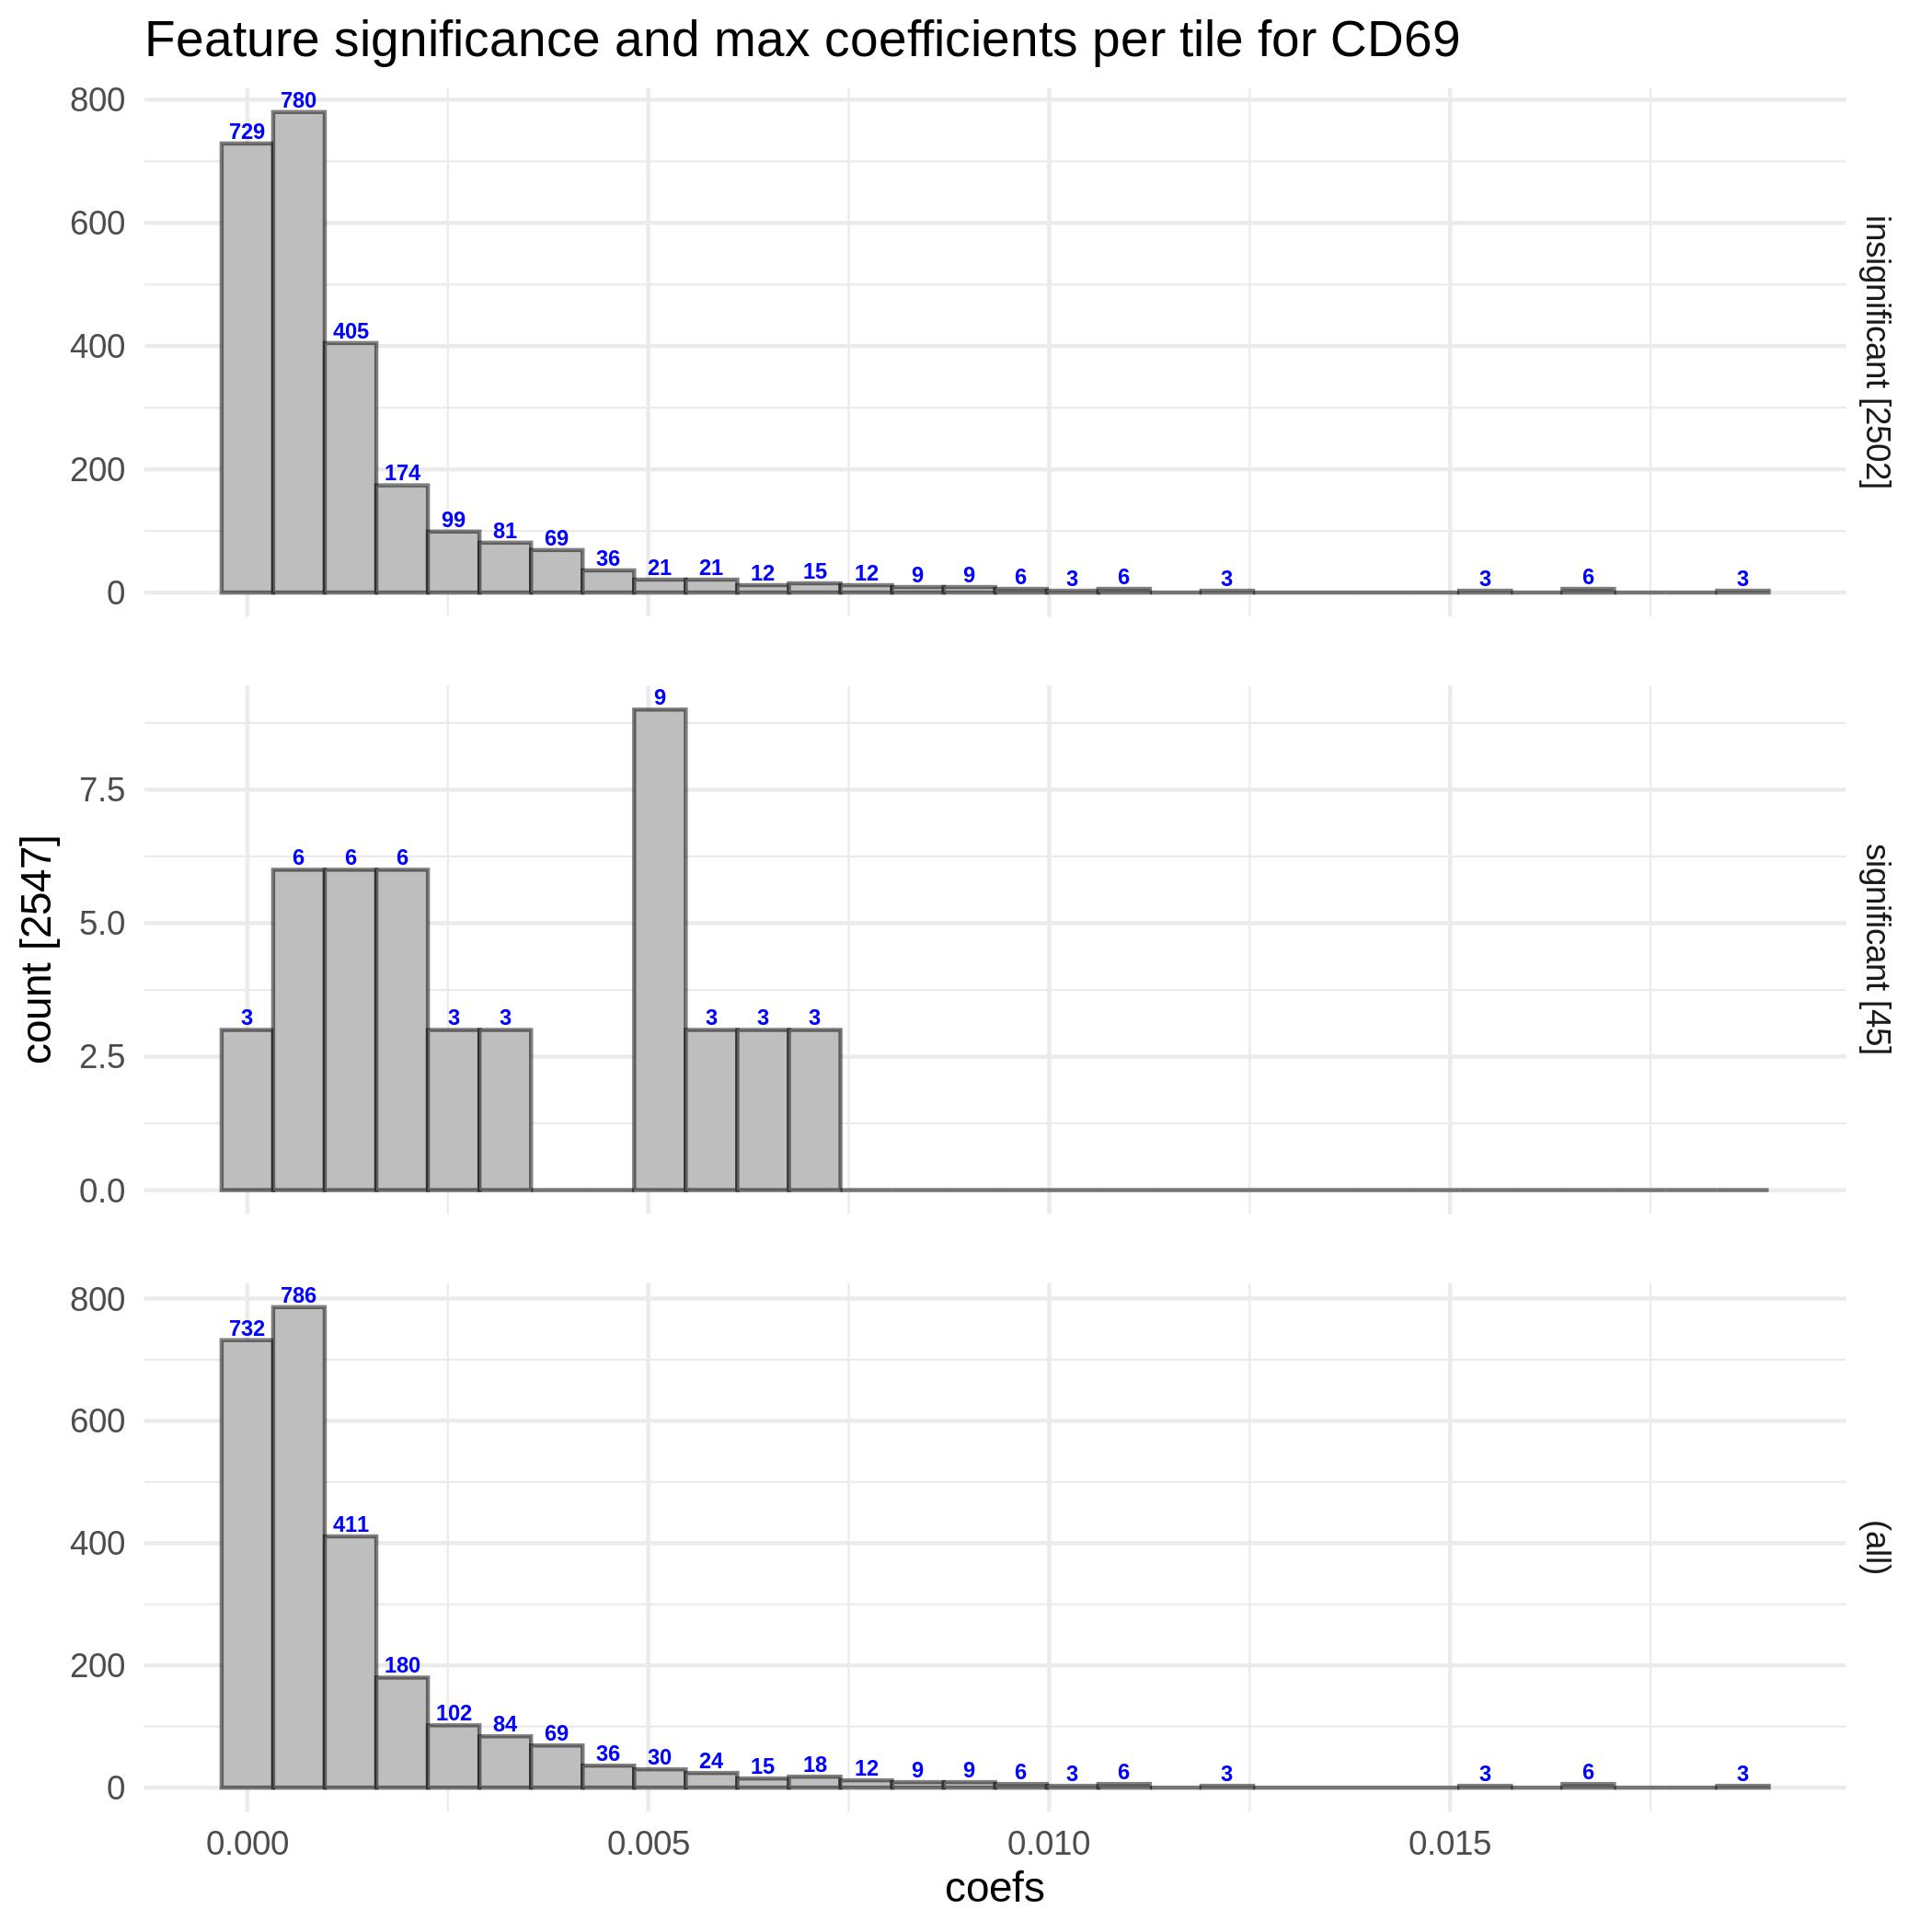 Feature significance and max coefficients per tile for CD69
800
600
400
200
0
729 780 405 174 99 81 69 36 21 21 12 15 12 9 9 6 3 6 3 3 6 3
insignificant [2502]
count [2547]
7.5
5.0
2.5
0.0
3 6 6 6 3 3 9 3 3 3
significant [45]
800
600
400
200
0
732 786 411 180 102 84 69 36 30 24 15 18 12 9 9 6 3 6 3 3 6 3
(all)
0.000 0.005 0.010 0.015
coefs